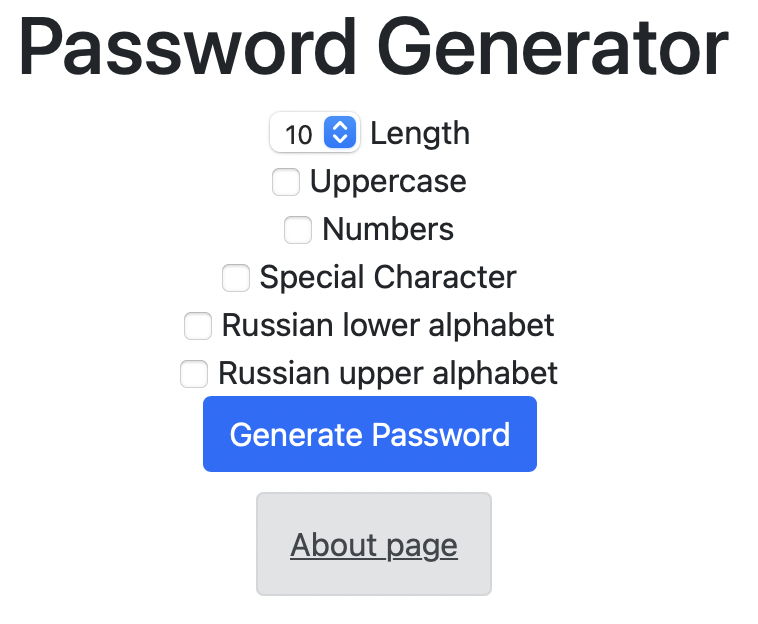 Password Generator
10 Length
Uppercase
Numbers
Special Character
Russian lower alphabet
Russian upper alphabet
Generate Password
About page